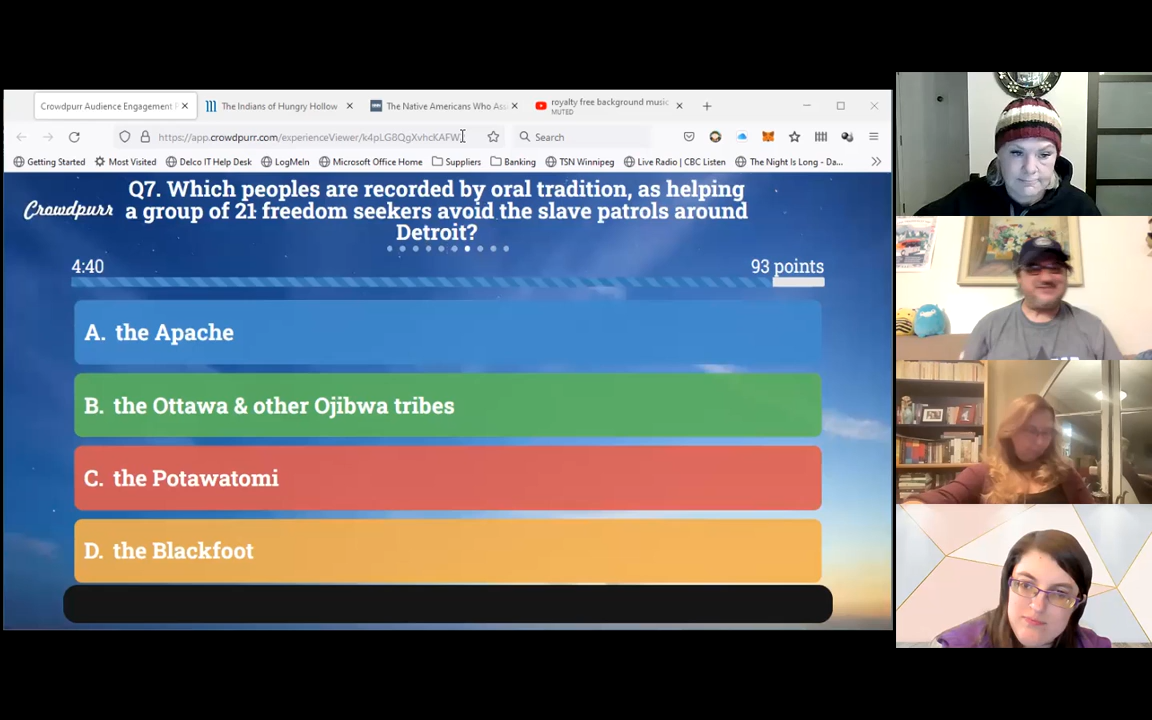 Crowdpurr Audience Engagement
The Indians of Hungry Hollow
The Native Americans Who
royalty free background music
MUTED
https://app.crowdpurr.com/experienceViewer/k4pLG8QgXvhcKAFW
Search
Getting Started
Most Visited
Delco IT Help Desk
LogMeIn
Microsoft Office Home
Suppliers
Banking
TSN Winnipeg
Live Radio | CBC Listen
The Night Is Long - Da...
Crowdpurr
Q7. Which peoples are recorded by oral tradition, as helping
a group of 21 freedom seekers avoid the slave patrols around
Detroit?
4:40
93 points
A. the Apache
B. the Ottawa & other Ojibwa tribes
C. the Potawatomi
D. the Blackfoot